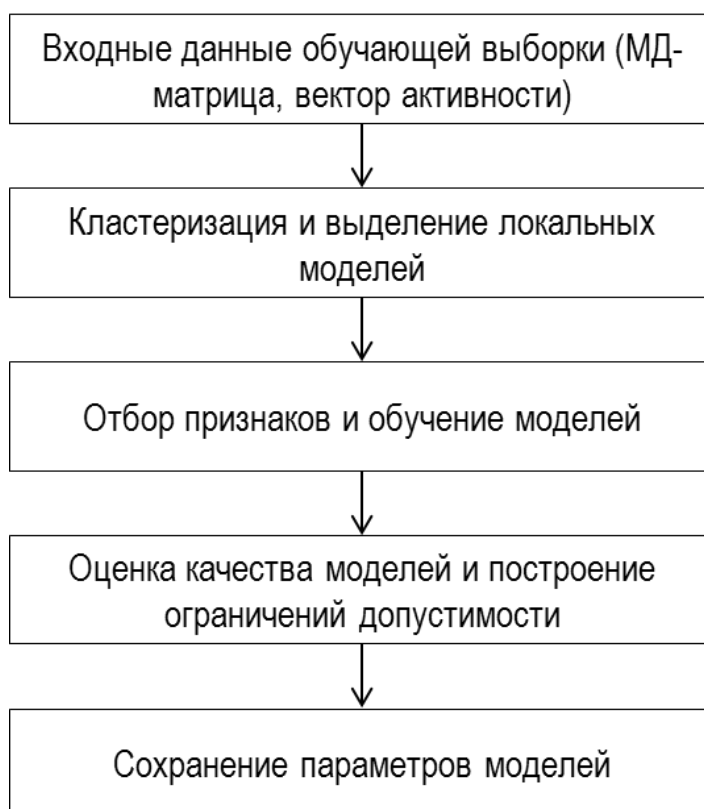 Входные данные обучающей выборки (МД-
матрица, вектор активности)
Кластеризация и выделение локальных
моделей
Отбор признаков и обучение моделей
Оценка качества моделей и построение
ограничений допустимости
Сохранение параметров моделей